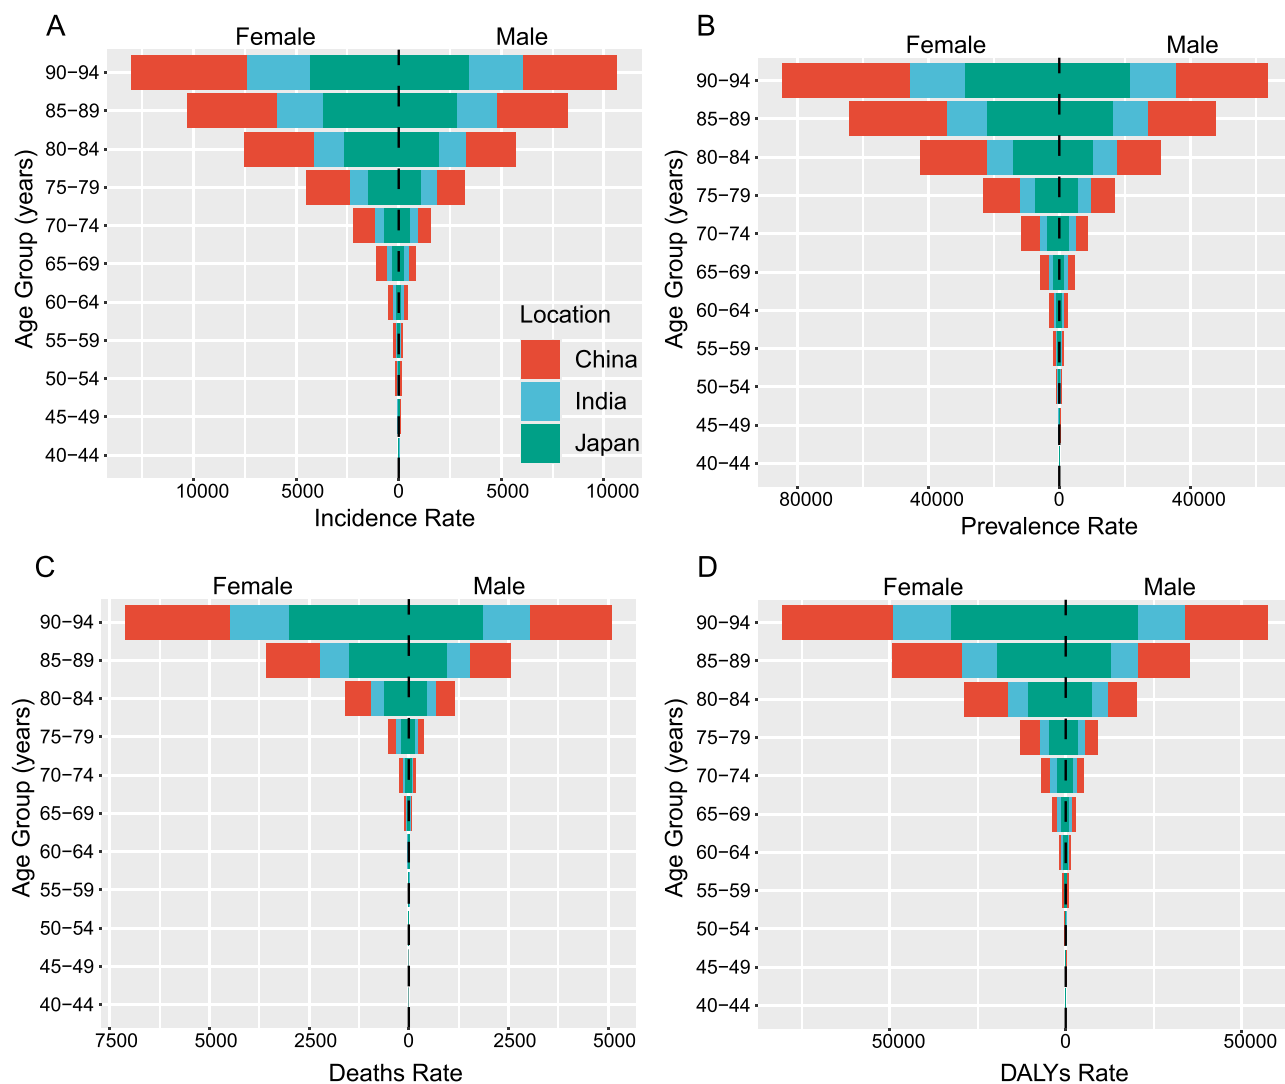 A
Female Male
Age Group (years)
90−94
85−89
80−84
75−79
70−74
65−69
60−64
55−59
50−54
45−49
40−44
10000 5000 0 5000 10000
Incidence Rate
Location
China
India
Japan
B
Female Male
Age Group (years)
90−94
85−89
80−84
75−79
70−74
65−69
60−64
55−59
50−54
45−49
40−44
80000 40000 0 40000
Prevalence Rate
C
Female Male
Age Group (years)
90−94
85−89
80−84
75−79
70−74
65−69
60−64
55−59
50−54
45−49
40−44
7500 5000 2500 0 2500 5000
Deaths Rate
D
Female Male
Age Group (years)
90−94
85−89
80−84
75−79
70−74
65−69
60−64
55−59
50−54
45−49
40−44
50000 0 50000
DALYs Rate